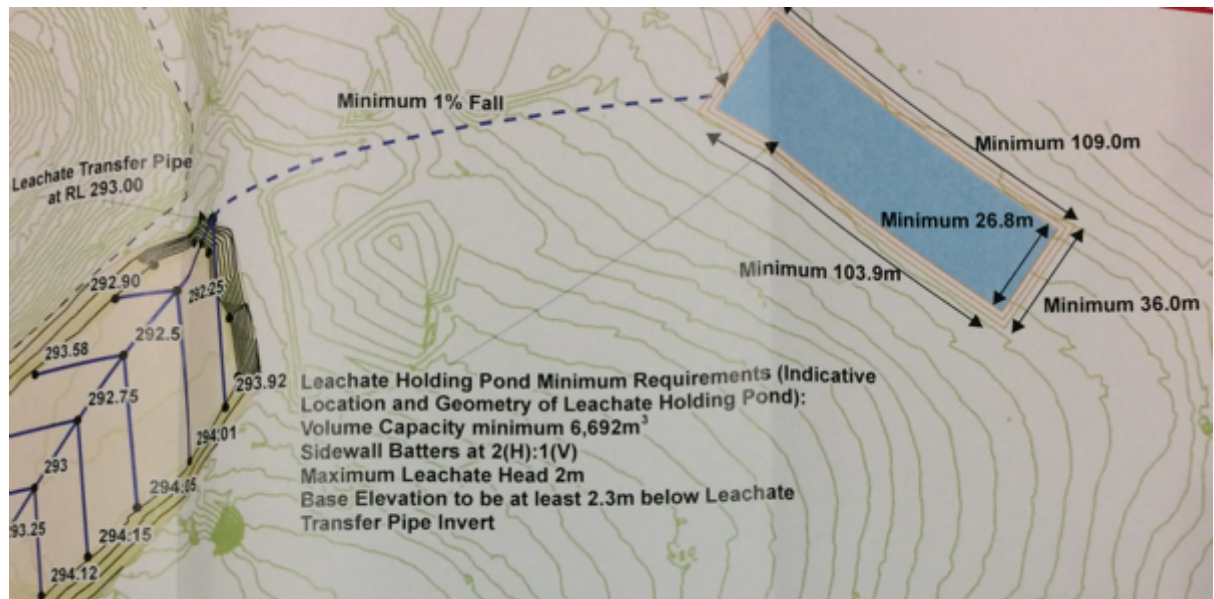 Minimum 1% Fall
Minimum 109.0m
Leachate Transfer Pipe
at RL 293.00
Minimum 26.8m
Minimum 103.9m
Minimum 36.0m
292.90
292.25
292.5
293.58
292.75
293.92
294.01
293
294.15
293.25
294.12
Leachate Holding Pond Minimum Requirements (Indicative
Location and Geometry of Leachate Holding Pond):
Volume Capacity minimum 6,692m³
Sidewall Batters at 2(H):1(V)
Maximum Leachate Head 2m
Base Elevation to be at least 2.3m below Leachate
Transfer Pipe Invert